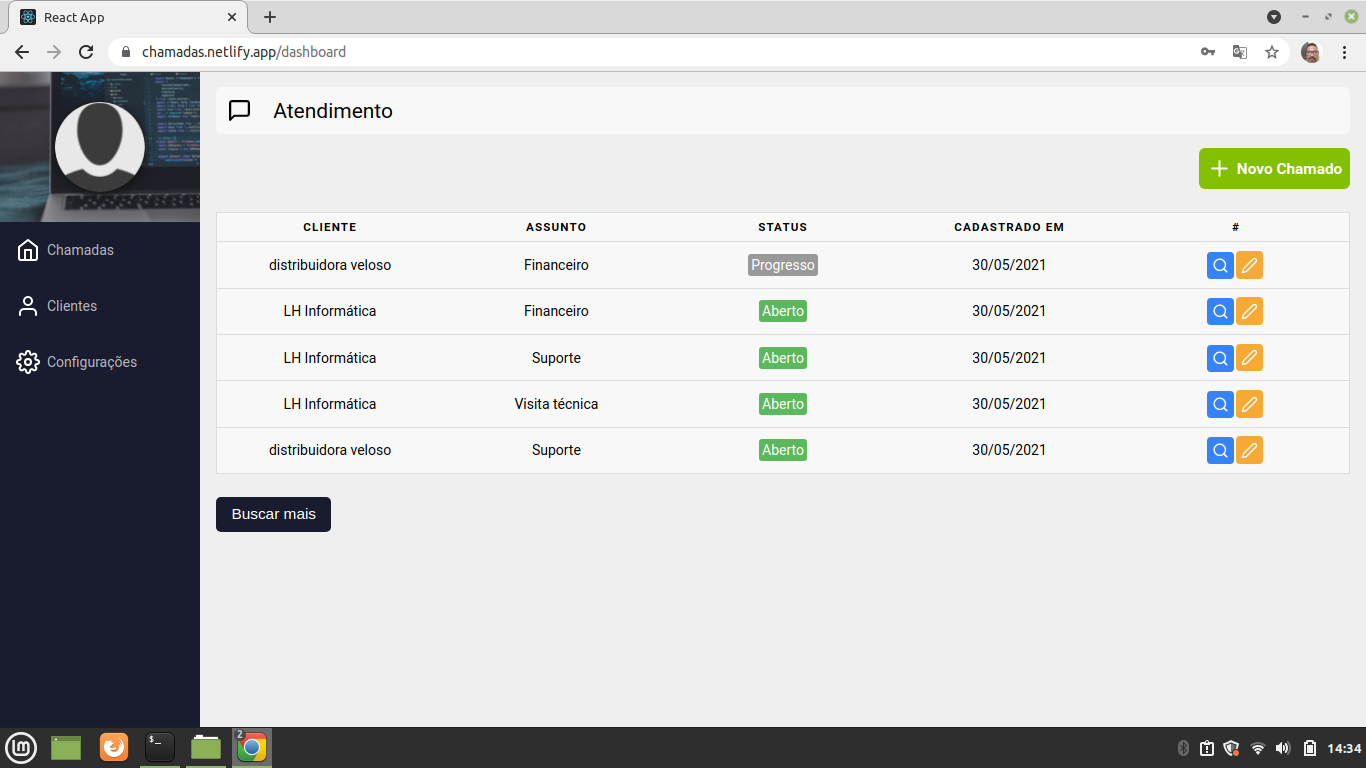 React App
chamadas.netlify.app/dashboard
Atendimento
Novo Chamado
Chamadas
Clientes
Configurações
CLIENTE ASSUNTO STATUS CADASTRADO EM #
distribuidora veloso Financeiro Progresso 30/05/2021
LH Informática Financeiro Aberto 30/05/2021
LH Informática Suporte Aberto 30/05/2021
LH Informática Visita técnica Aberto 30/05/2021
distribuidora veloso Suporte Aberto 30/05/2021
Buscar mais
2
14:34